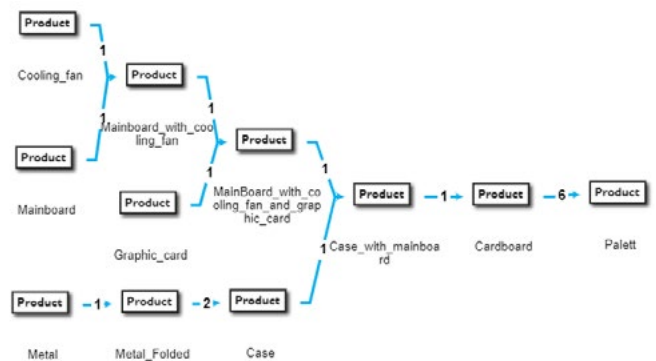 Product
1
Cooling_fan
Product
Mainboard_with_coo
ling_fan
1
Product
Mainboard
1
Product
MainBoard_with_co
oling_fan_and_grap
hic_card
1
Product
Graphic_card
1
Product
Case_with_mainboa
rd
1
Product
Cardboard
6
Product
Palett
Product
Metal
1
Product
Metal_Folded
2
Product
Case
1